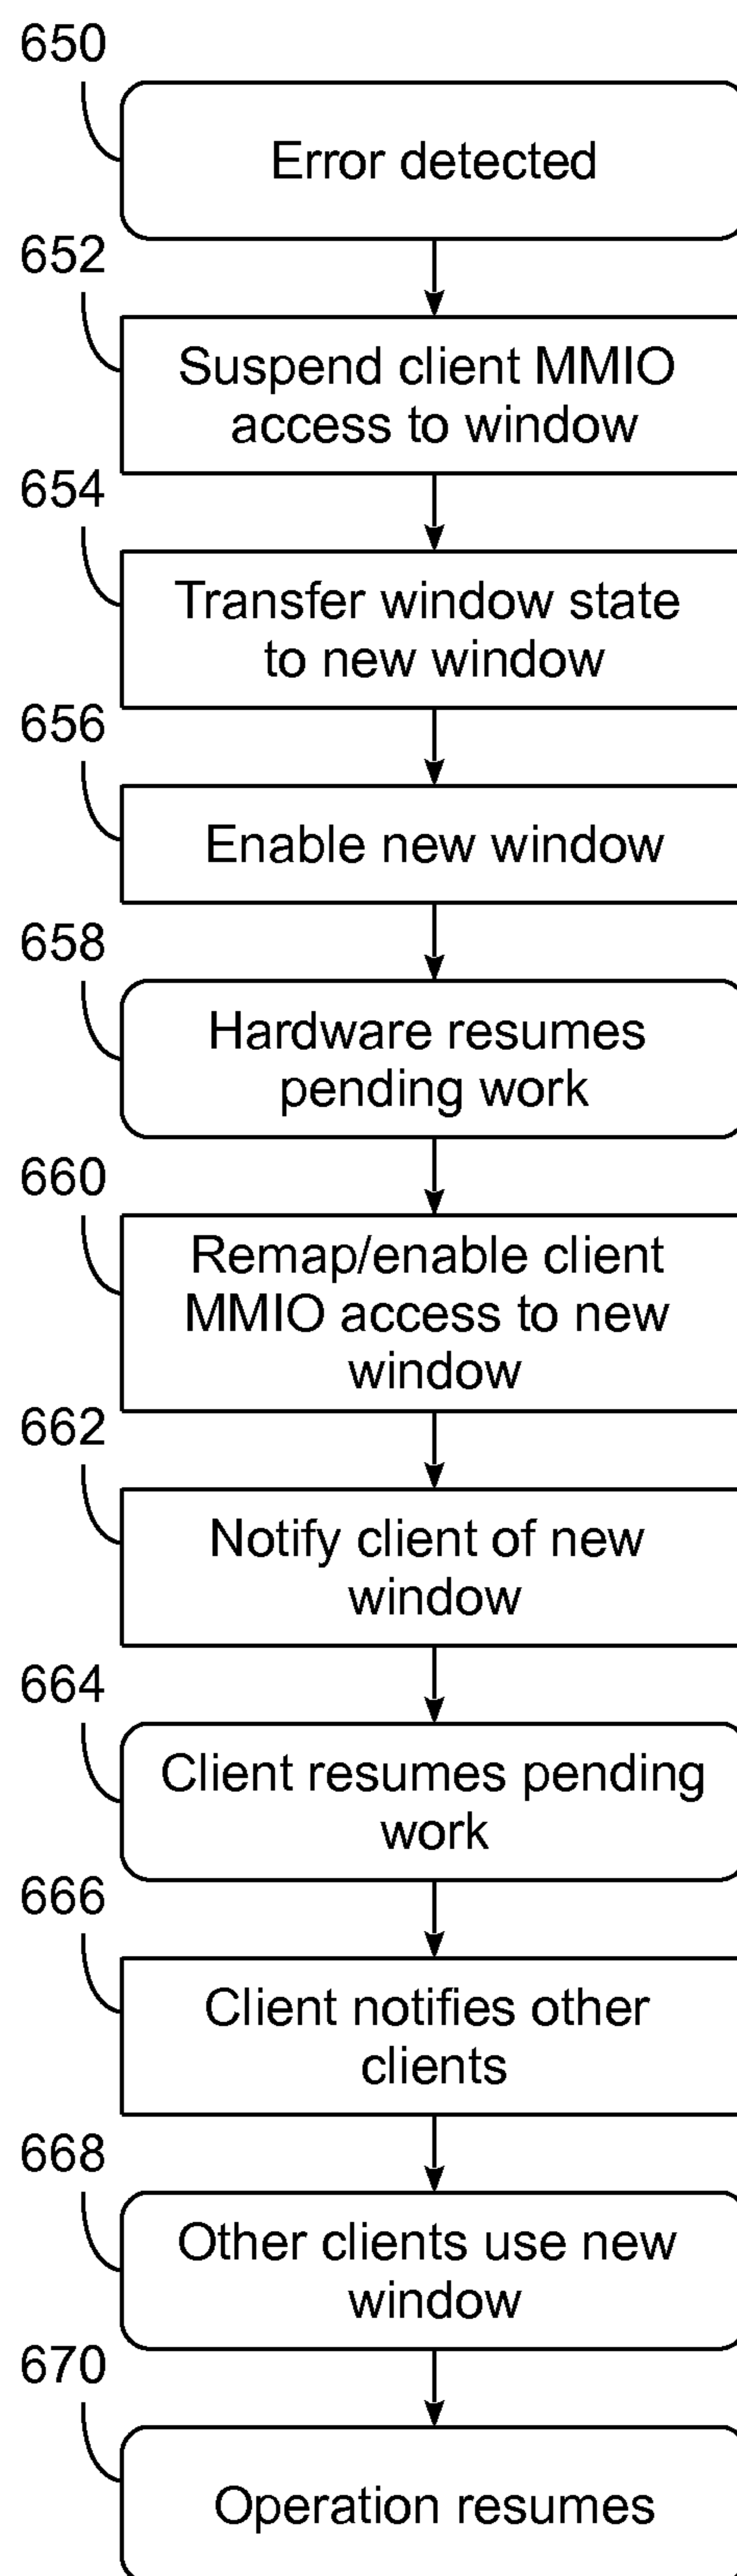 650
Error detected
652
Suspend client MMIO
access to window
654
Transfer window state
to new window
656
Enable new window
658
Hardware resumes
pending work
660
Remap/enable client
MMIO access to new
window
662
Notify client of new
window
664
Client resumes pending
work
666
Client notifies other
clients
668
Other clients use new
window
670
Operation resumes